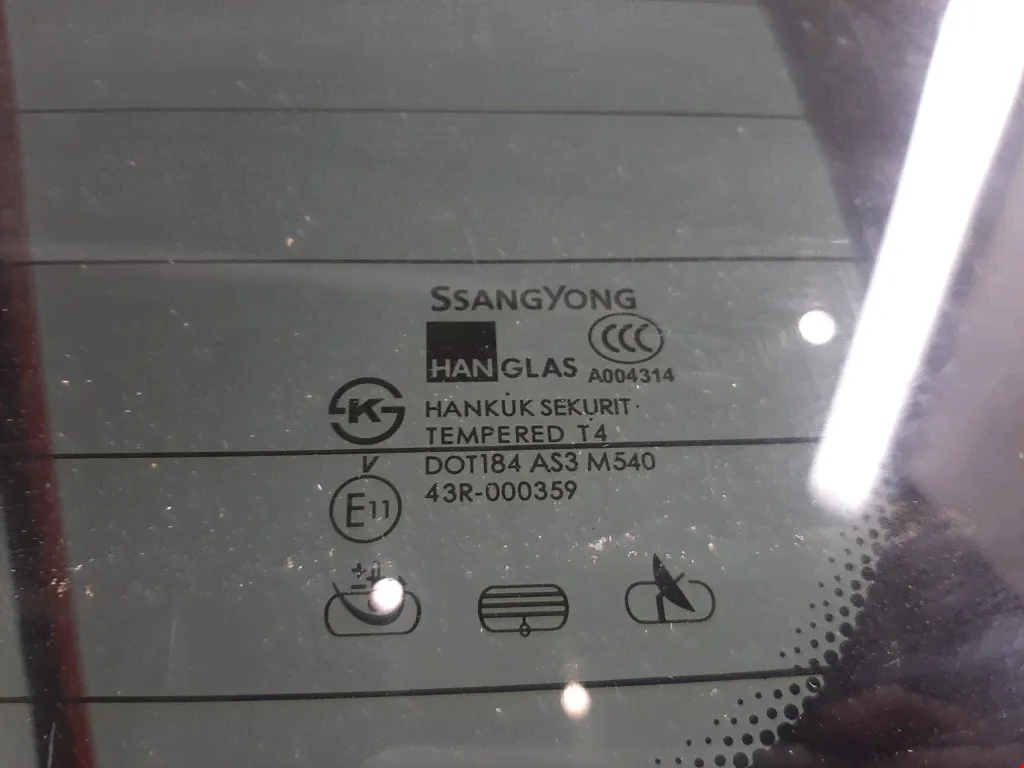 SSANGYONG
CCC
HANGLAS
A004314
K
HANKUK SEKURIT
TEMPERED T4
V
DOT184 AS3 M540
E11
43R-000359